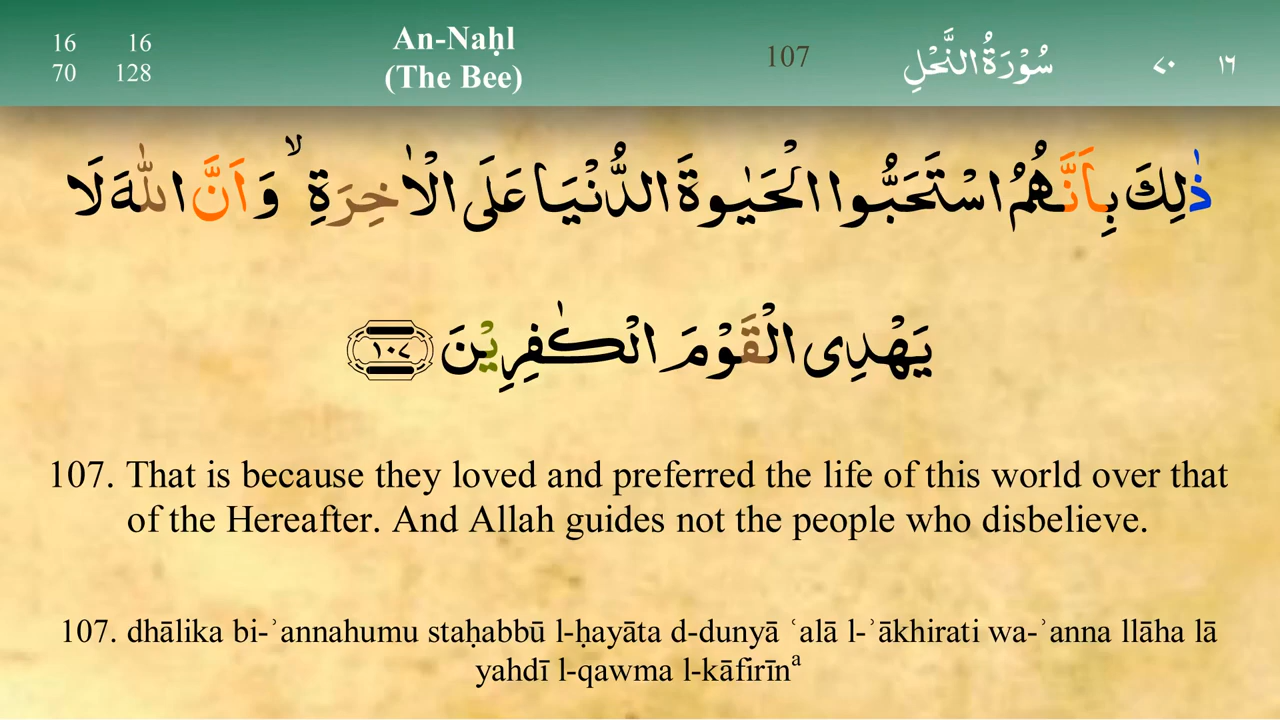 16 16 An-Naḥl 107 سُوْرَةُ النَّحْلِ ٧٠ ١٦
70 128 (The Bee)
ذٰلِكَ بِاَنَّهُمُ اسْتَحَبُّوا الْحَيٰوةَ الدُّنْيَا عَلَى الْاٰخِرَةِ ۙ وَاَنَّ اللّٰهَ لَا
يَهْدِى الْقَوْمَ الْكٰفِرِيْنَ ١٠٧
107. That is because they loved and preferred the life of this world over that
of the Hereafter. And Allah guides not the people who disbelieve.
107. dhālika bi-ʾannahumu staḥabbū l-ḥayāta d-dunyā ʿalā l-ʾākhirati wa-ʾanna llāha lā
yahdī l-qawma l-kāfirīnᵃ